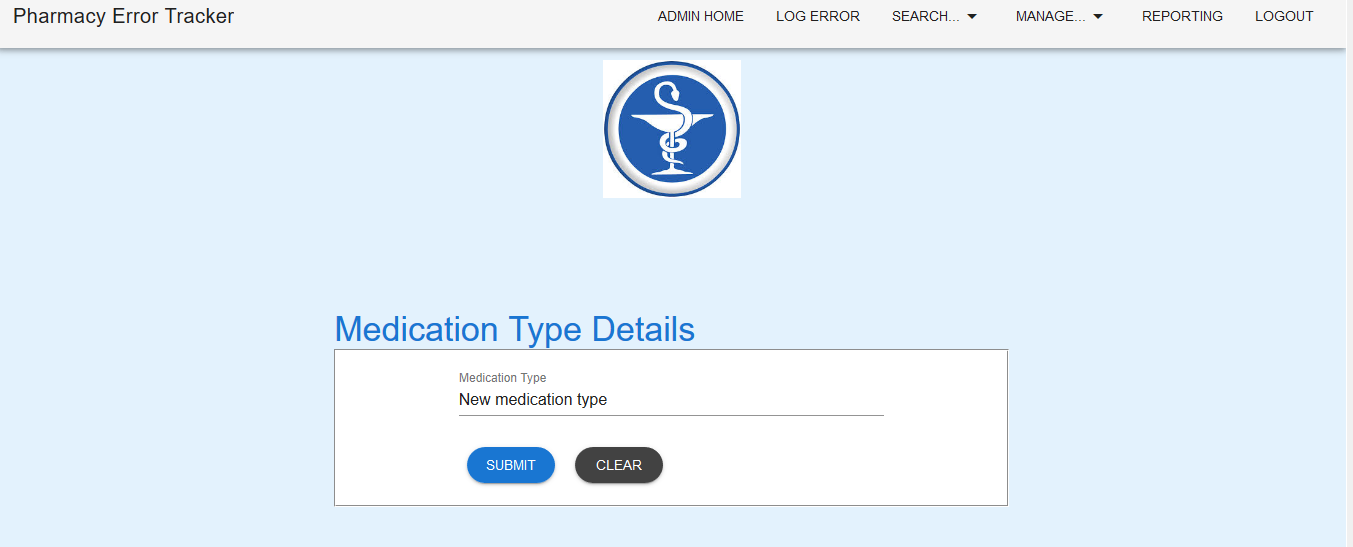 Pharmacy Error Tracker
ADMIN HOME LOG ERROR SEARCH... MANAGE... REPORTING LOGOUT
Medication Type Details
Medication Type
New medication type
SUBMIT CLEAR